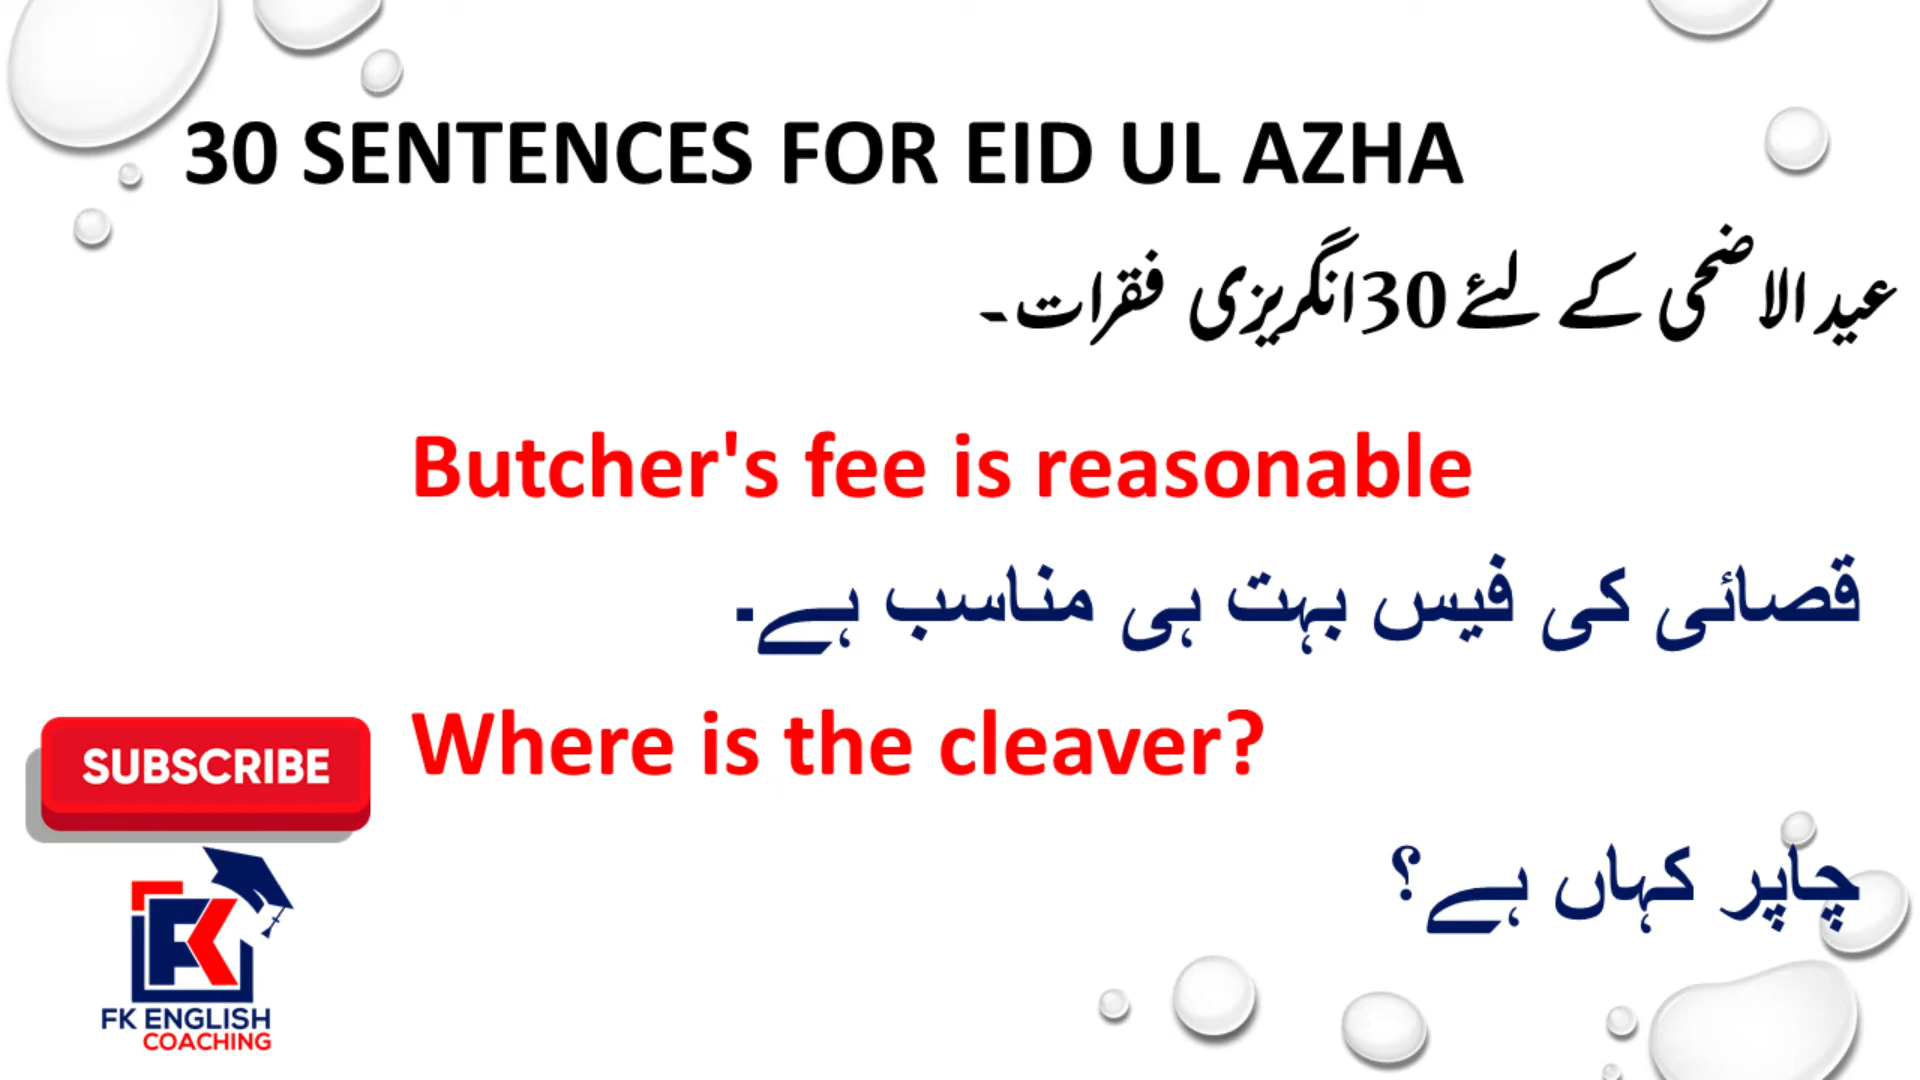 30 SENTENCES FOR EID UL AZHA
عید الاضحی کے لئے 30 انگریزی فقرات۔
Butcher's fee is reasonable
قصائی کی فیس بہت ہی مناسب ہے۔
Where is the cleaver?
چاپر کہاں ہے؟
SUBSCRIBE
FK
FK ENGLISH
COACHING